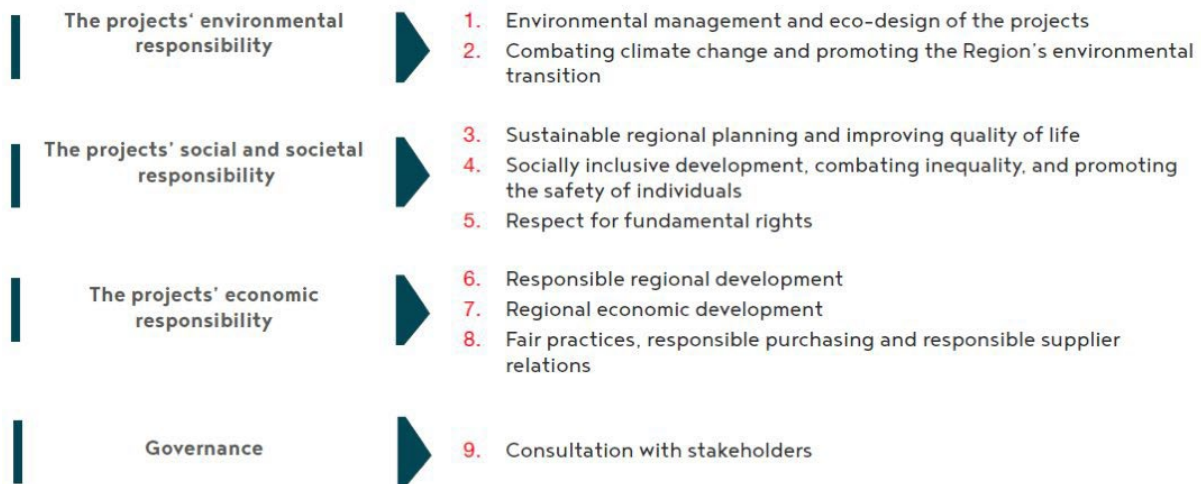 The projects‘ environmental
responsibility
1. Environmental management and eco-design of the projects
2. Combating climate change and promoting the Region’s environmental
transition
The projects’ social and societal
responsibility
3. Sustainable regional planning and improving quality of life
4. Socially inclusive development, combating inequality, and promoting
the safety of individuals
5. Respect for fundamental rights
The projects’ economic
responsibility
6. Responsible regional development
7. Regional economic development
8. Fair practices, responsible purchasing and responsible supplier
relations
Governance
9. Consultation with stakeholders